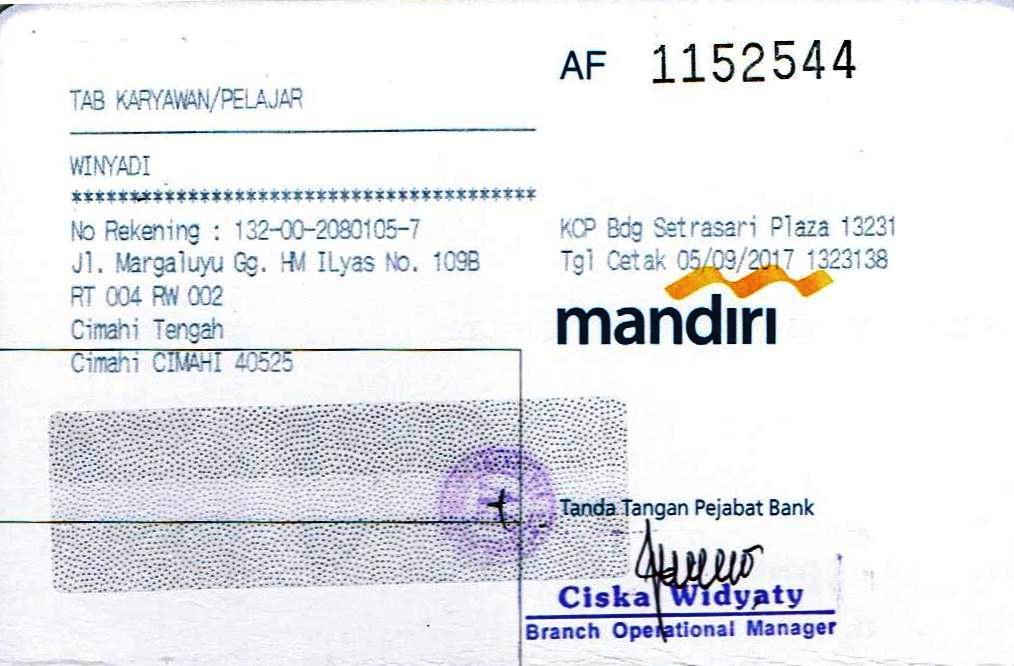 AF 1152544
TAB KARYAWAN/PELAJAR
WINYADI
****************************************
No Rekening : 132-00-2080105-7
Jl. Margaluyu Gg. HM ILyas No. 109B
RT 004 RW 002
Cimahi Tengah
Cimahi CIMAHI 40525
KCP Bdg Setrasari Plaza 13231
Tgl Cetak 05/09/2017 1323138
mandırı
Tanda Tangan Pejabat Bank
Ciska Widyaty
Branch Operational Manager